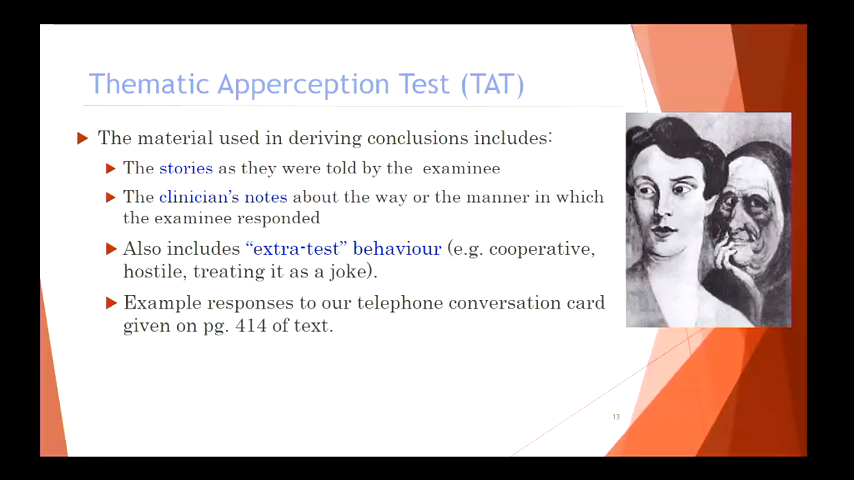 Thematic Apperception Test (TAT)
The material used in deriving conclusions includes:
The stories as they were told by the examinee
The clinician's notes about the way or the manner in which
the examinee responded
Also includes “extra-test” behaviour (e.g. cooperative,
hostile, treating it as a joke).
Example responses to our telephone conversation card
given on pg. 414 of text.
13